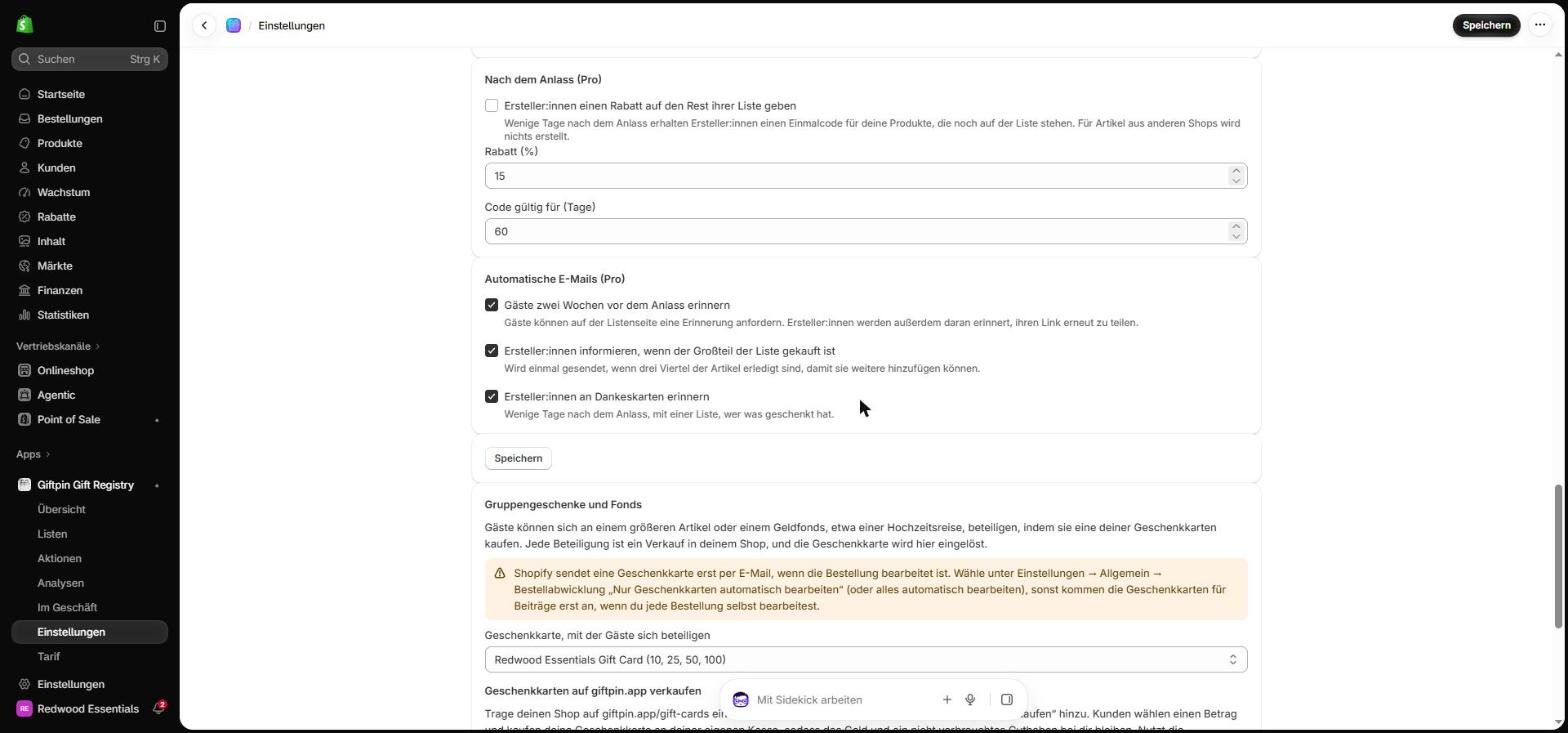 Suchen
Strg K
Startseite
Bestellungen
Produkte
Kunden
Wachstum
Rabatte
Inhalt
Märkte
Finanzen
Statistiken
Vertriebskanäle
Onlineshop
Agentic
Point of Sale
Apps
Giftpin Gift Registry
Übersicht
Listen
Aktionen
Analysen
Im Geschäft
Einstellungen
Tarif
Einstellungen
RE
Redwood Essentials
2
/ Einstellungen
Speichern
Nach dem Anlass (Pro)
Ersteller:innen einen Rabatt auf den Rest ihrer Liste geben
Wenige Tage nach dem Anlass erhalten Ersteller:innen einen Einmalcode für deine Produkte, die noch auf der Liste stehen. Für Artikel aus anderen Shops wird
nichts erstellt.
Rabatt (%)
15
Code gültig für (Tage)
60
Automatische E-Mails (Pro)
Gäste zwei Wochen vor dem Anlass erinnern
Gäste können auf der Listenseite eine Erinnerung anfordern. Ersteller:innen werden außerdem daran erinnert, ihren Link erneut zu teilen.
Ersteller:innen informieren, wenn der Großteil der Liste gekauft ist
Wird einmal gesendet, wenn drei Viertel der Artikel erledigt sind, damit sie weitere hinzufügen können.
Ersteller:innen an Dankeskarten erinnern
Wenige Tage nach dem Anlass, mit einer Liste, wer was geschenkt hat.
Speichern
Gruppengeschenke und Fonds
Gäste können sich an einem größeren Artikel oder einem Geldfonds, etwa einer Hochzeitsreise, beteiligen, indem sie eine deiner Geschenkkarten
kaufen. Jede Beteiligung ist ein Verkauf in deinem Shop, und die Geschenkkarte wird hier eingelöst.
Shopify sendet eine Geschenkkarte erst per E-Mail, wenn die Bestellung bearbeitet ist. Wähle unter Einstellungen → Allgemein →
Bestellabwicklung „Nur Geschenkkarten automatisch bearbeiten“ (oder alles automatisch bearbeiten), sonst kommen die Geschenkkarten für
Beiträge erst an, wenn du jede Bestellung selbst bearbeitest.
Geschenkkarte, mit der Gäste sich beteiligen
Redwood Essentials Gift Card (10, 25, 50, 100)
Geschenkkarten auf giftpin.app verkaufen
Mit Sidekick arbeiten
Trage deinen Shop auf giftpin.app/gift-cards hinzu. Kunden wählen einen Betrag